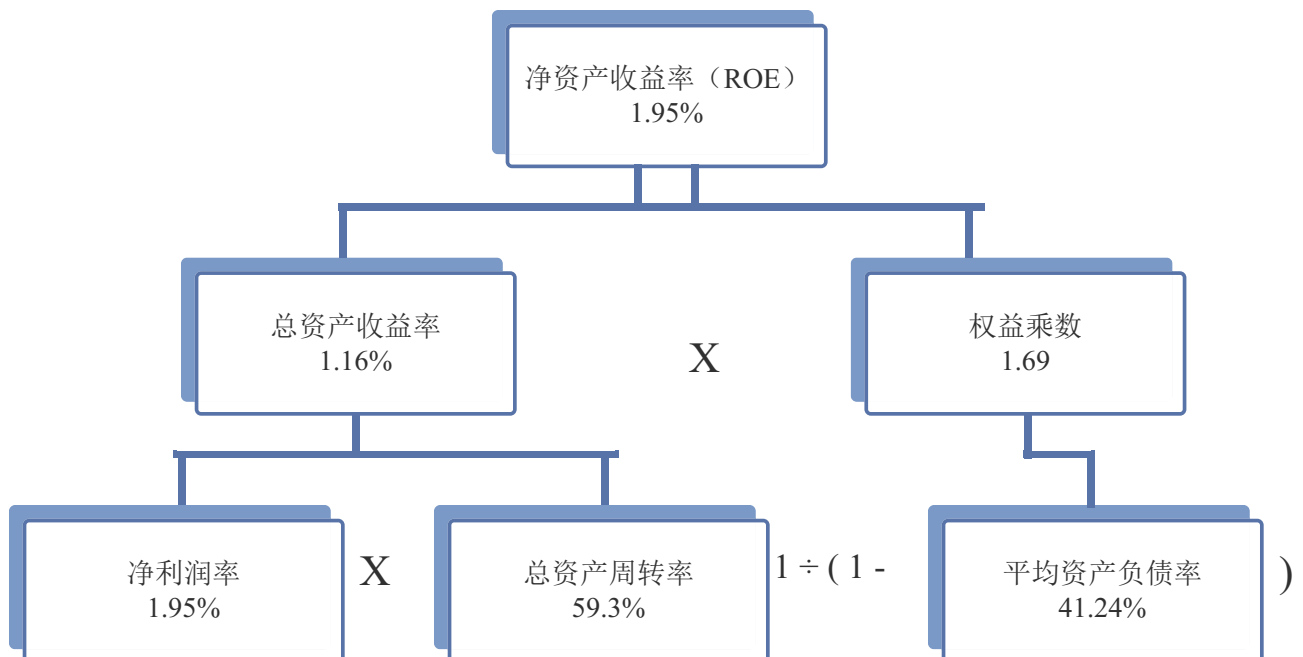 净资产收益率（ROE）
1.95%
总资产收益率
1.16%
X
权益乘数
1.69
净利润率
1.95%
X
总资产周转率
59.3%
1 ÷ ( 1 -
平均资产负债率
41.24%
)